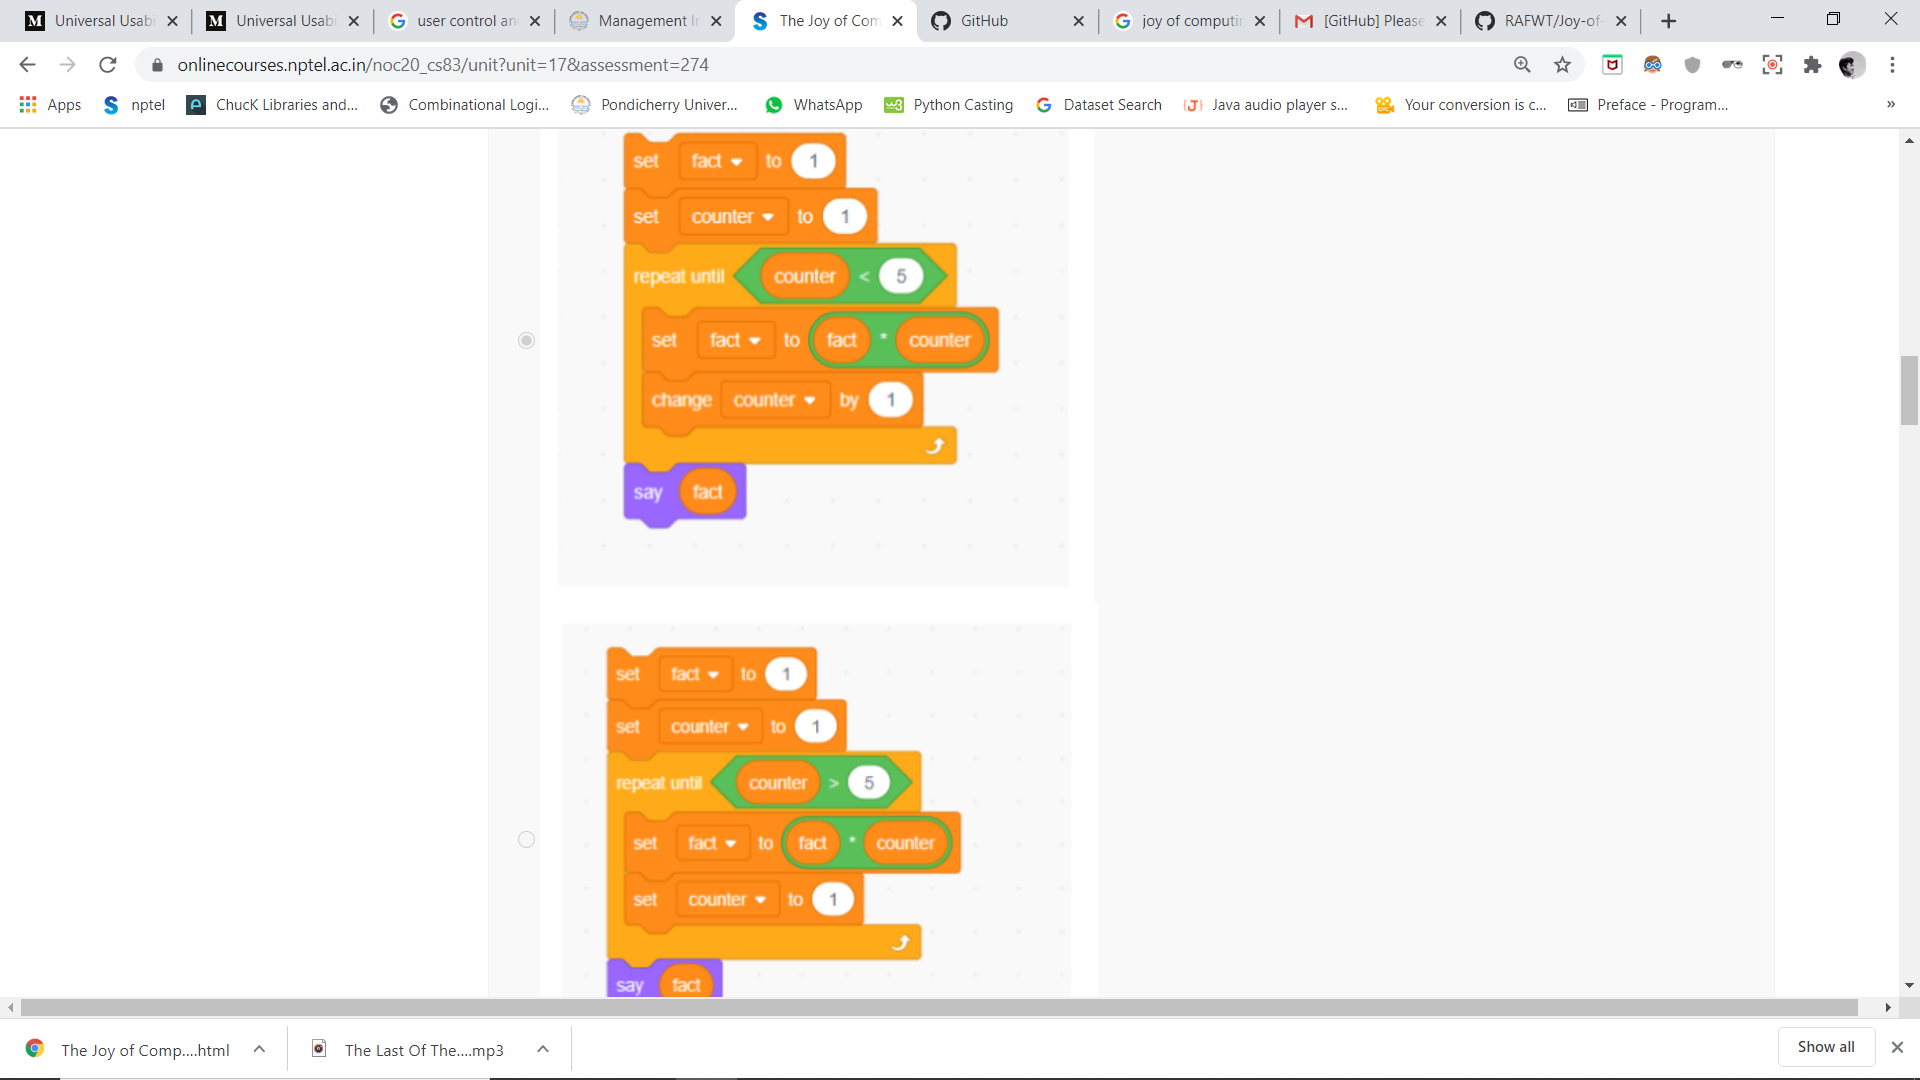 Universal Usabi
Universal Usabi
user control an
Management I
The Joy of Com
GitHub
joy of computin
[GitHub] Please
RAFWT/Joy-of-
onlinecourses.nptel.ac.in/noc20_cs83/unit?unit=17&assessment=274
Apps
nptel
ChucK Libraries and...
Combinational Logi...
Pondicherry Univer...
WhatsApp
Python Casting
Dataset Search
Java audio player s...
Your conversion is c...
Preface - Program...
»
set fact to 1
set counter to 1
repeat until counter < 5
set fact to fact * counter
change counter by 1
say fact
set fact to 1
set counter to 1
repeat until counter > 5
set fact to fact * counter
set counter to 1
say fact
The Joy of Comp....html
The Last Of The....mp3
Show all